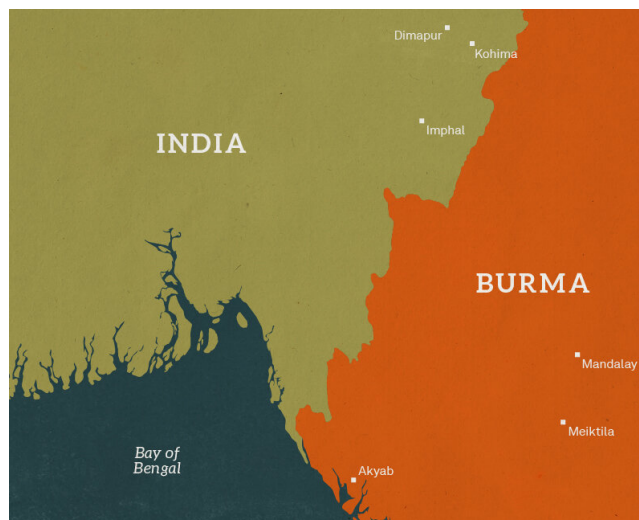 Dimapur
Kohima
Imphal
INDIA
BURMA
Mandalay
Meiktila
Bay of
Bengal
Akyab